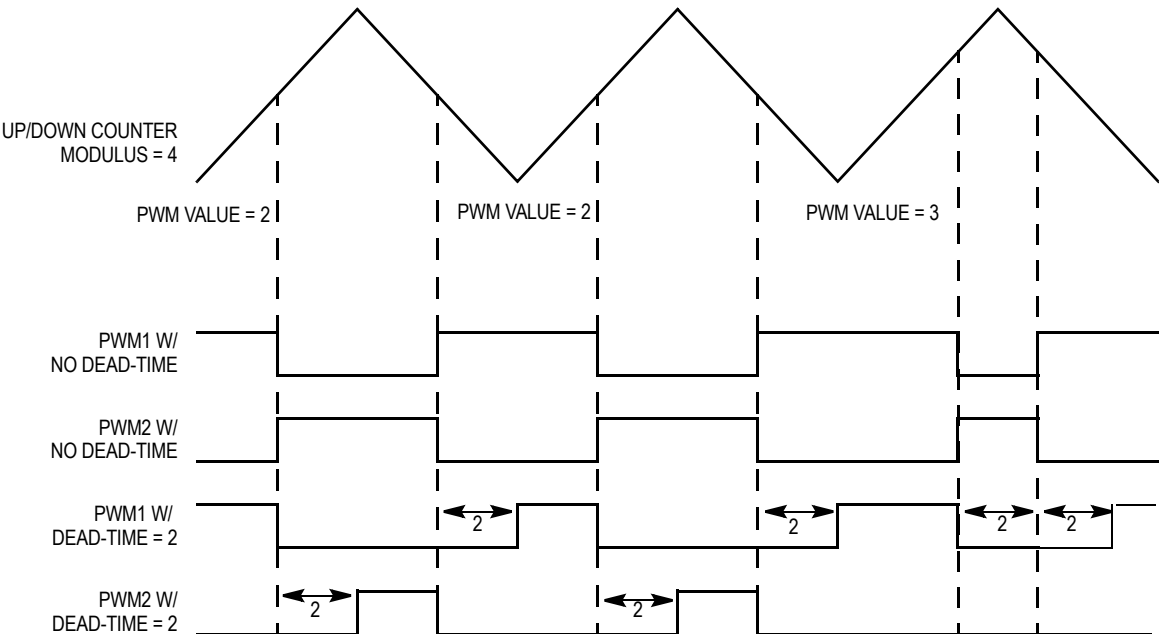 UP/DOWN COUNTER
MODULUS = 4
PWM VALUE = 2
PWM VALUE = 2
PWM VALUE = 3
PWM1 W/
NO DEAD-TIME
PWM2 W/
NO DEAD-TIME
PWM1 W/
DEAD-TIME = 2
2
2
2
2
PWM2 W/
DEAD-TIME = 2
2
2